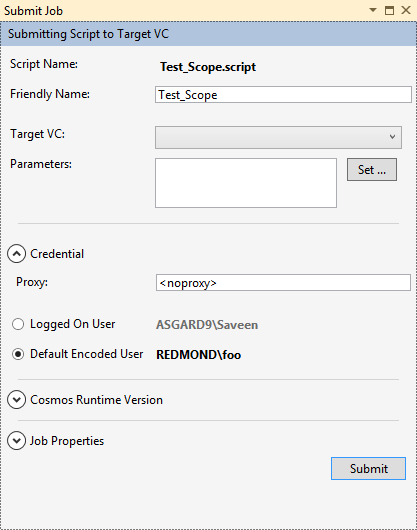 Submit Job
Submitting Script to Target VC
Script Name: Test_Scope.script
Friendly Name: Test_Scope
Target VC:
Parameters: Set ...
Credential
Proxy: <noproxy>
Logged On User ASGARD9\Saveen
Default Encoded User REDMOND\foo
Cosmos Runtime Version
Job Properties
Submit